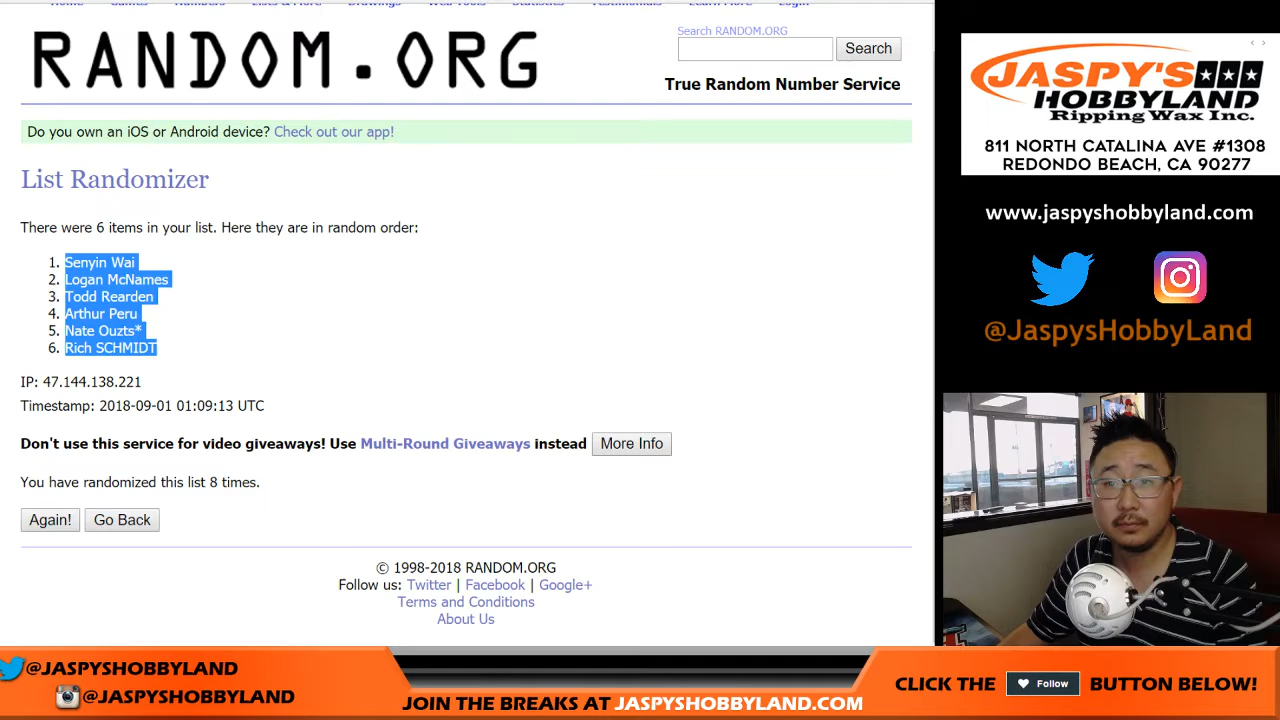 Search RANDOM.ORG
RANDOM.ORG
Search
True Random Number Service
Do you own an iOS or Android device? Check out our app!
List Randomizer
There were 6 items in your list. Here they are in random order:
1. Senyin Wai
2. Logan McNames
3. Todd Rearden
4. Arthur Peru
5. Nate Ouzts*
6. Rich SCHMIDT
IP: 47.144.138.221
Timestamp: 2018-09-01 01:09:13 UTC
Don't use this service for video giveaways! Use Multi-Round Giveaways instead More Info
You have randomized this list 8 times.
Again! Go Back
© 1998-2018 RANDOM.ORG
Follow us: Twitter | Facebook | Google+
Terms and Conditions
About Us
JASPY'S
HOBBYLAND
Ripping Wax Inc.
811 NORTH CATALINA AVE #1308
REDONDO BEACH, CA 90277
www.jaspyshobbyland.com
@JaspysHobbyLand
@JASPYSHOBBYLAND
@JASPYSHOBBYLAND
JOIN THE BREAKS AT JASPYSHOBBYLAND.COM
CLICK THE Follow BUTTON BELOW!